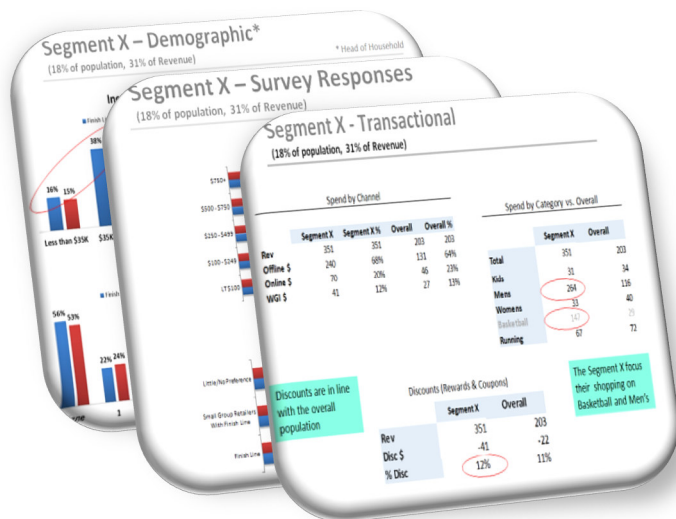 Segment X – Demographic*
(18% of population, 31% of Revenue)
* Head of Household
38%
16% 15%
Less than $35K
56% 53%
22% 24%
1
Segment X – Survey Responses
(18% of population, 31% of Revenue)
$750+
$500 - $750
$250 - $499
$100 - $249
LT $100
Little/No Preference
Small Group Retailers
With Finish Line
Finish Line
Segment X - Transactional
(18% of population, 31% of Revenue)
Spend by Channel
Segment X Segment X % Overall Overall %
Rev 351 351 203 203
Offline $ 240 68% 131 64%
Online $ 70 20% 46 23%
WGI $ 41 12% 27 13%
Spend by Category vs. Overall
Segment X Overall
Total 351 203
Kids 31 34
Mens 264 116
Womens 33 40
Basketball 147 29
Running 67 72
Discounts are in line
with the overall
population
Discounts (Rewards & Coupons)
Segment X Overall
Rev 351 203
Disc $ -41 -22
% Disc 12% 11%
The Segment X focus
their shopping on
Basketball and Men's